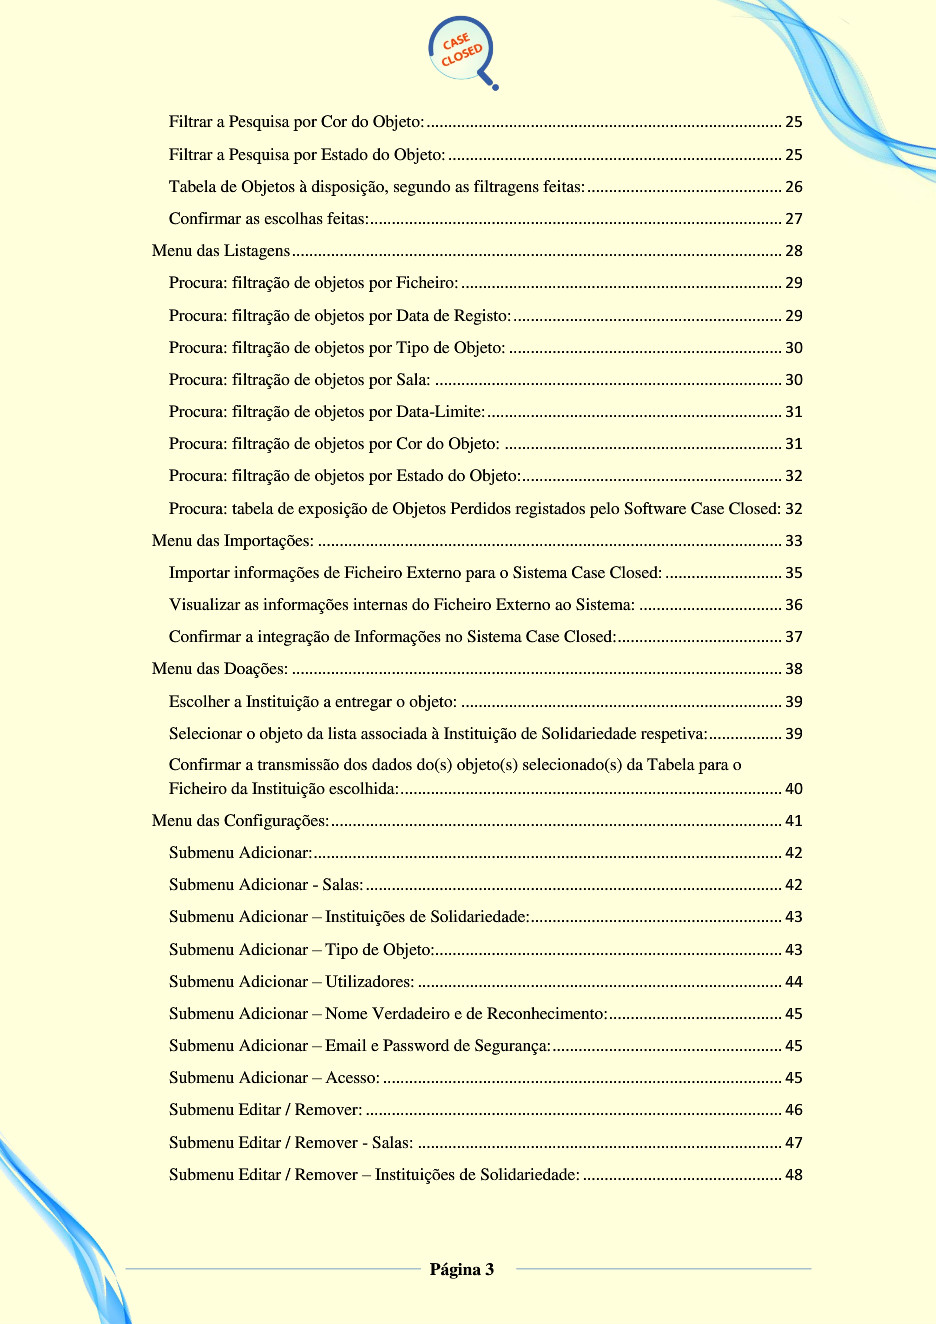 CASE
CLOSED
Filtrar a Pesquisa por Cor do Objeto: 25
Filtrar a Pesquisa por Estado do Objeto: 25
Tabela de Objetos à disposição, segundo as filtragens feitas: 26
Confirmar as escolhas feitas: 27
Menu das Listagens 28
Procura: filtração de objetos por Ficheiro: 29
Procura: filtração de objetos por Data de Registo: 29
Procura: filtração de objetos por Tipo de Objeto: 30
Procura: filtração de objetos por Sala: 30
Procura: filtração de objetos por Data-Limite: 31
Procura: filtração de objetos por Cor do Objeto: 31
Procura: filtração de objetos por Estado do Objeto: 32
Procura: tabela de exposição de Objetos Perdidos registados pelo Software Case Closed: 32
Menu das Importações: 33
Importar informações de Ficheiro Externo para o Sistema Case Closed: 35
Visualizar as informações internas do Ficheiro Externo ao Sistema: 36
Confirmar a integração de Informações no Sistema Case Closed: 37
Menu das Doações: 38
Escolher a Instituição a entregar o objeto: 39
Selecionar o objeto da lista associada à Instituição de Solidariedade respetiva: 39
Confirmar a transmissão dos dados do(s) objeto(s) selecionado(s) da Tabela para o
Ficheiro da Instituição escolhida: 40
Menu das Configurações: 41
Submenu Adicionar: 42
Submenu Adicionar - Salas: 42
Submenu Adicionar – Instituições de Solidariedade: 43
Submenu Adicionar – Tipo de Objeto: 43
Submenu Adicionar – Utilizadores: 44
Submenu Adicionar – Nome Verdadeiro e de Reconhecimento: 45
Submenu Adicionar – Email e Password de Segurança: 45
Submenu Adicionar – Acesso: 45
Submenu Editar / Remover: 46
Submenu Editar / Remover - Salas: 47
Submenu Editar / Remover – Instituições de Solidariedade: 48
Página 3